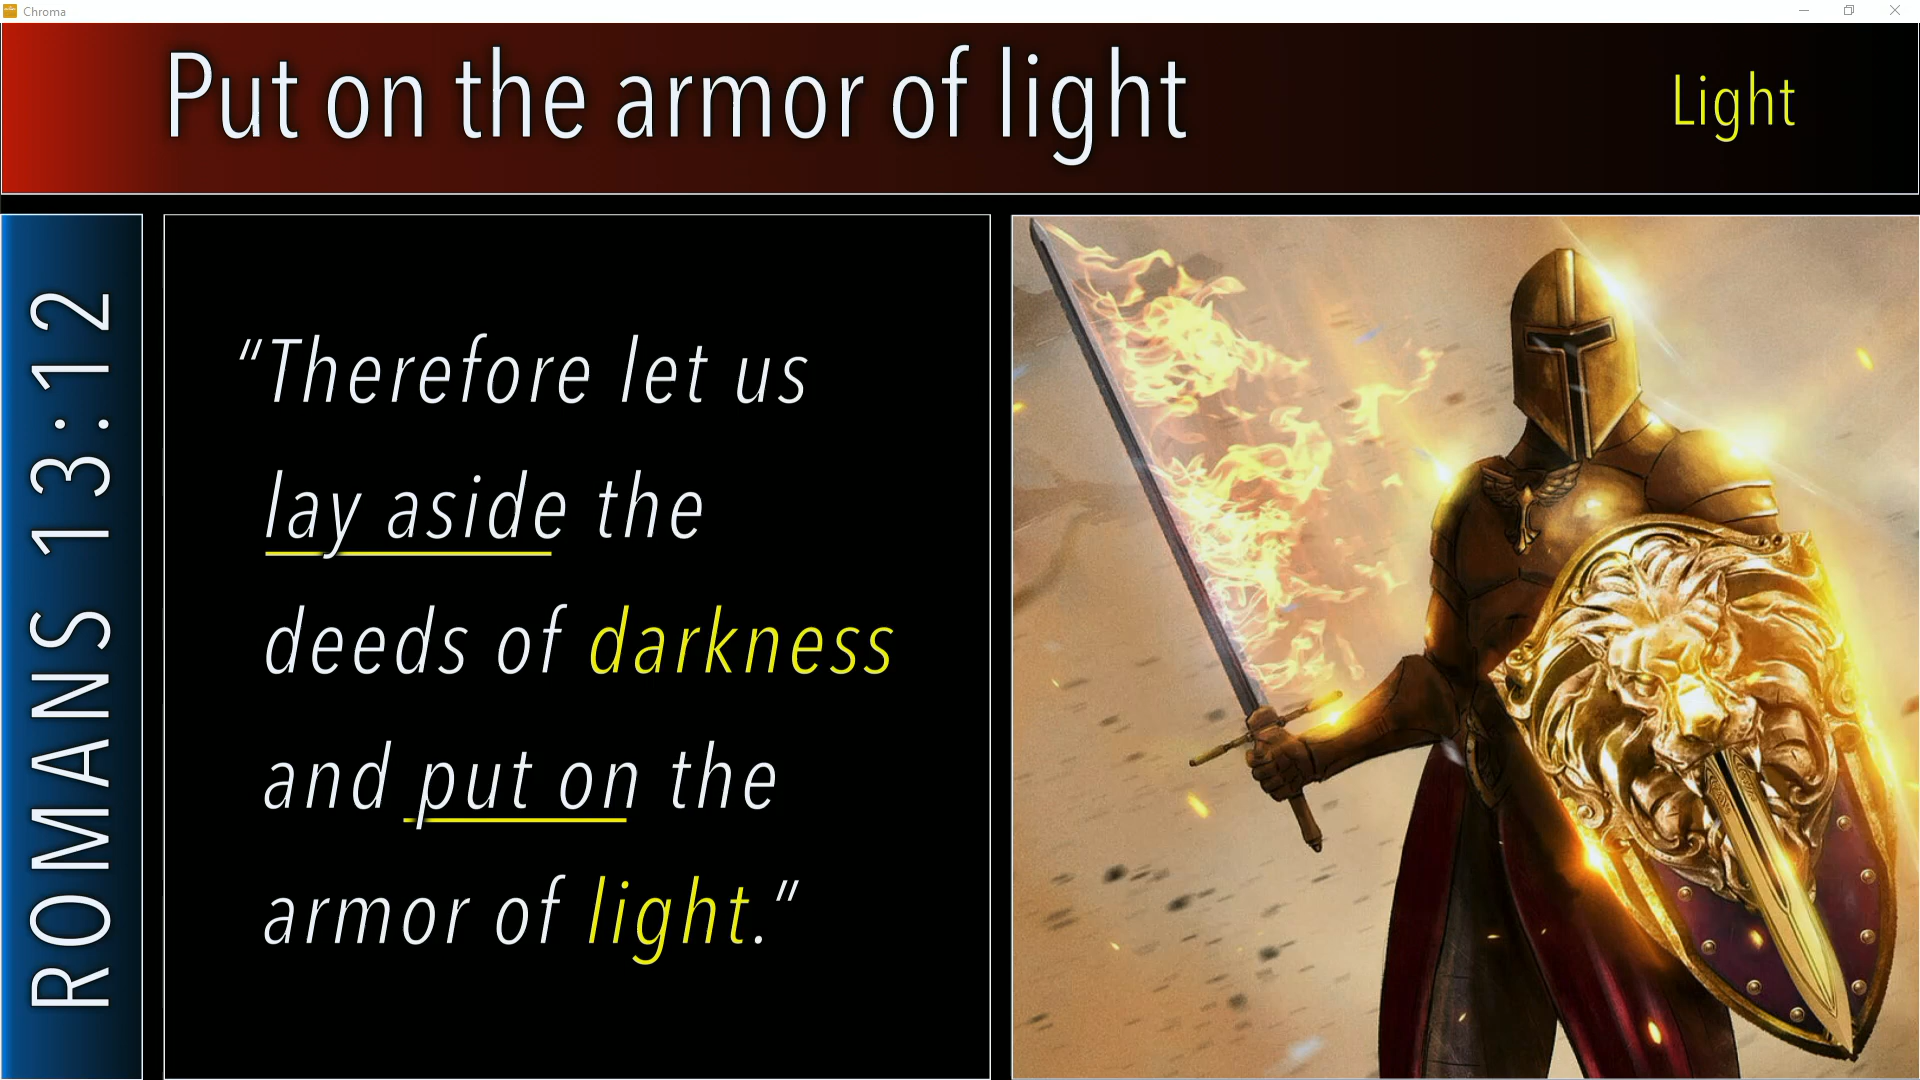 Chroma
Put on the armor of light
Light
ROMANS 13:12
“Therefore let us
lay aside the
deeds of darkness
and put on the
armor of light.”